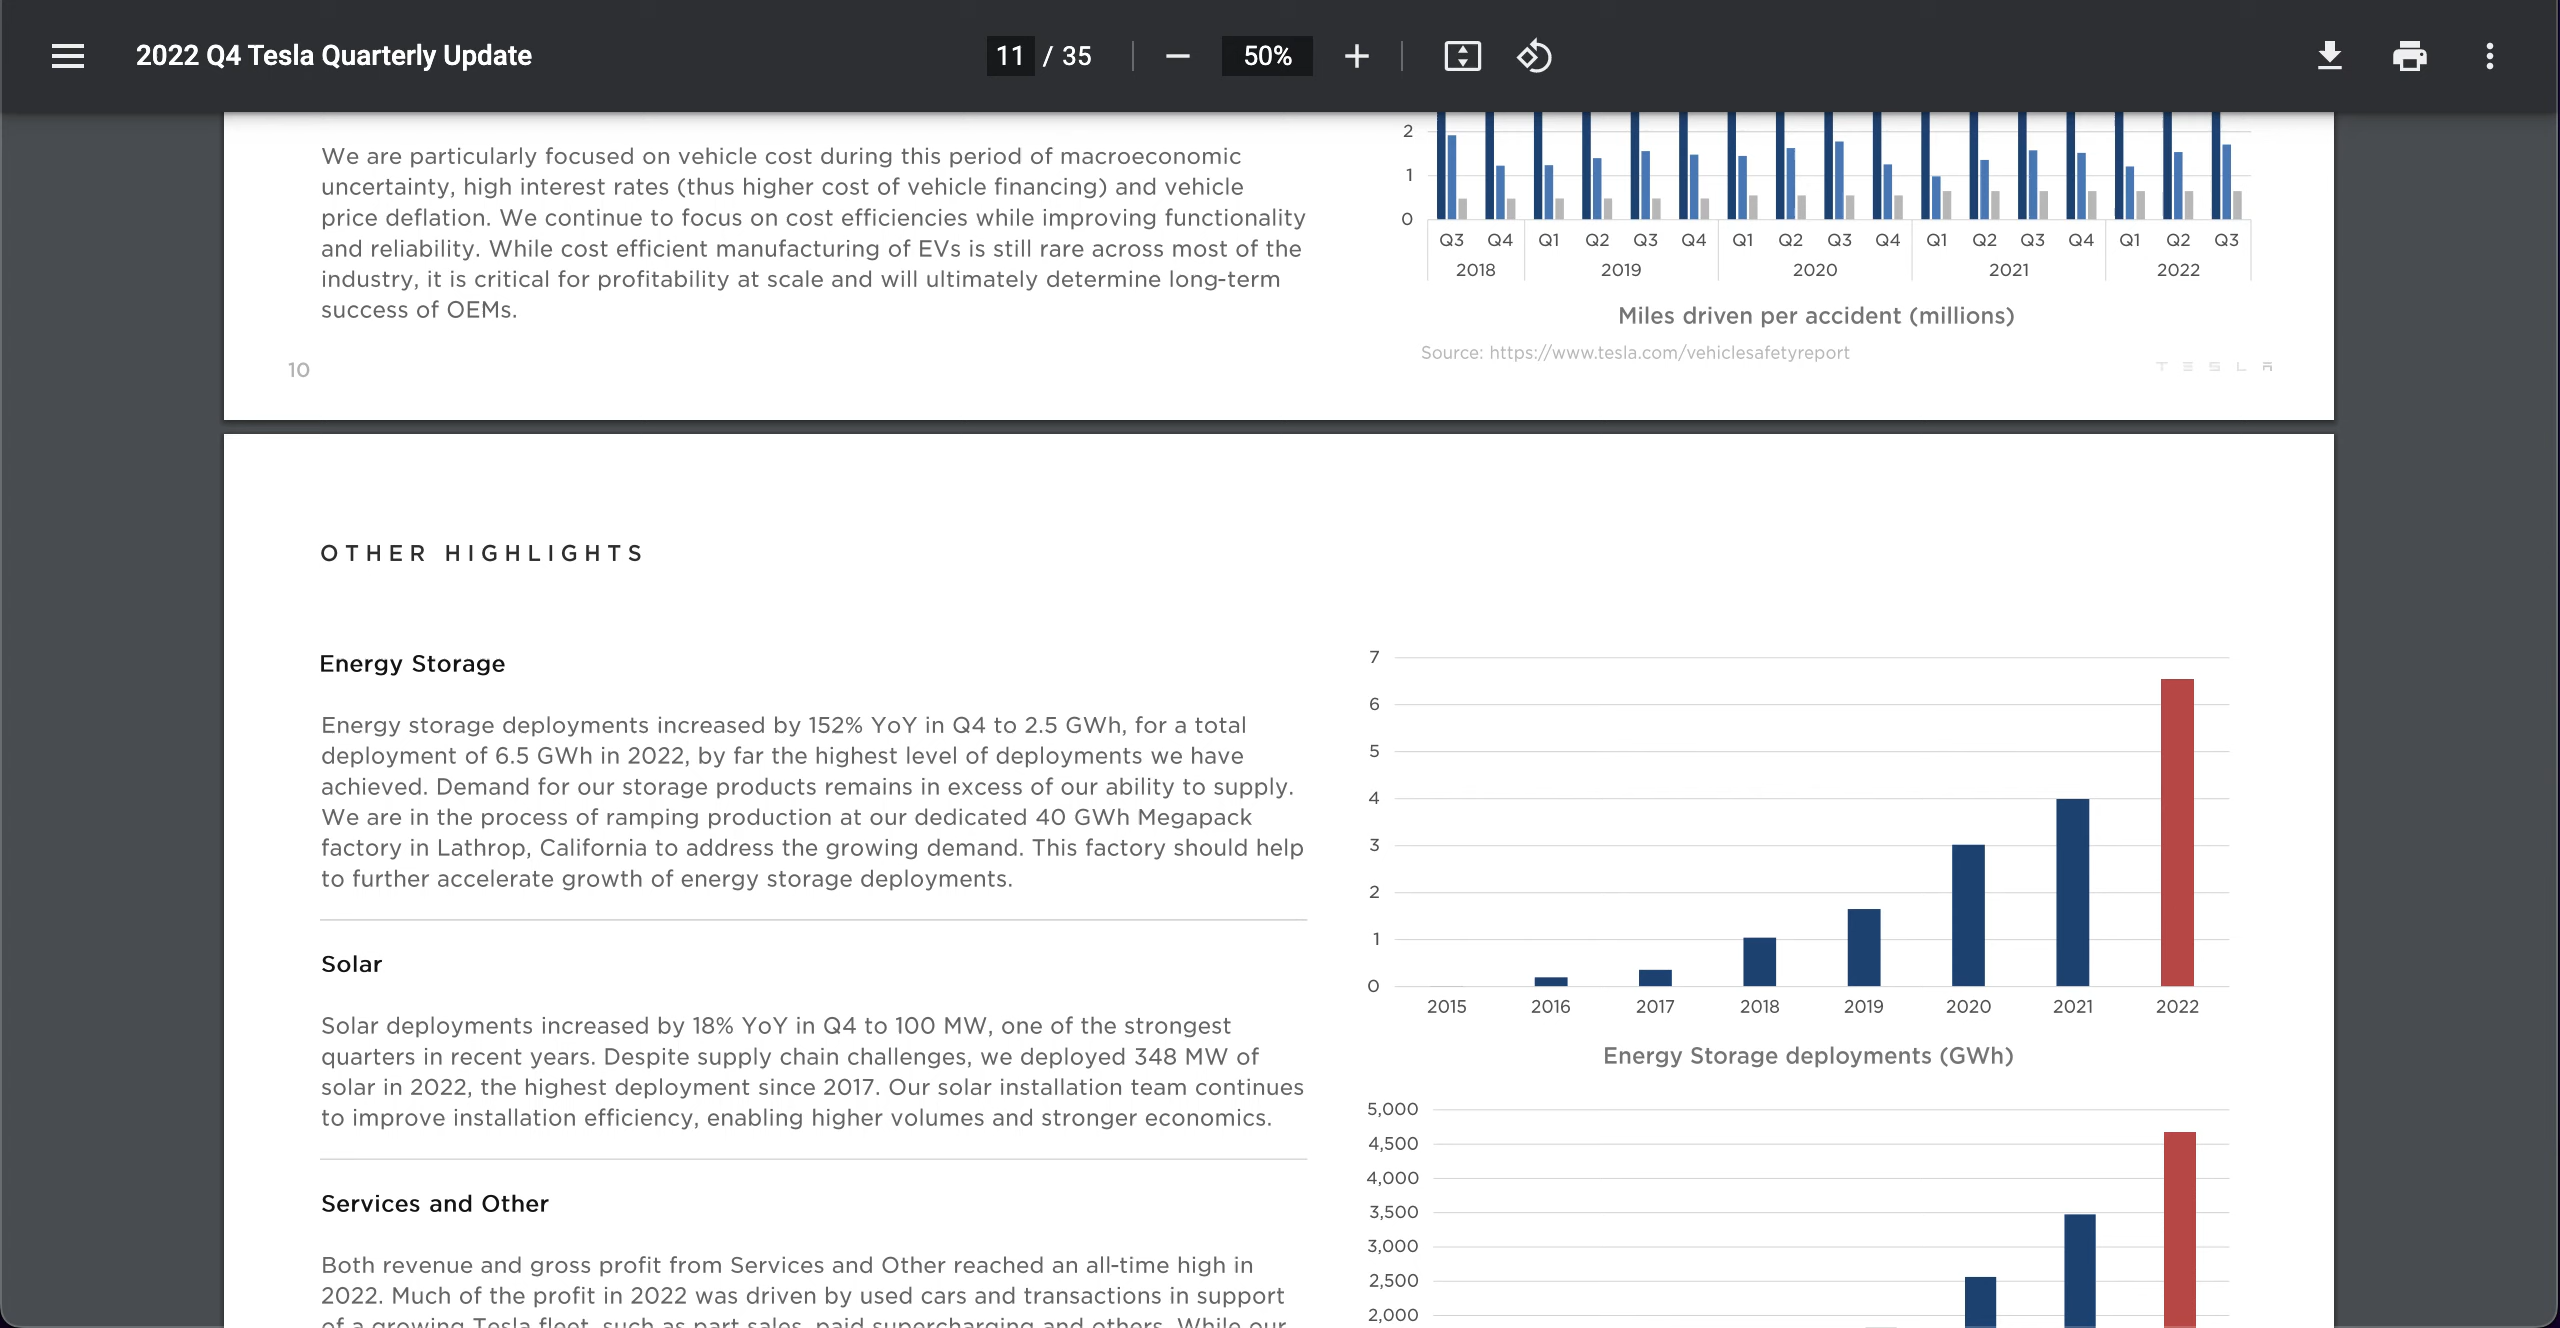 2022 Q4 Tesla Quarterly Update
11 / 35
50%
We are particularly focused on vehicle cost during this period of macroeconomic
uncertainty, high interest rates (thus higher cost of vehicle financing) and vehicle
price deflation. We continue to focus on cost efficiencies while improving functionality
and reliability. While cost efficient manufacturing of EVs is still rare across most of the
industry, it is critical for profitability at scale and will ultimately determine long-term
success of OEMs.
10
2
1
0
Q3 Q4 Q1 Q2 Q3 Q4 Q1 Q2 Q3 Q4 Q1 Q2 Q3 Q4 Q1 Q2 Q3
2018 2019 2020 2021 2022
Miles driven per accident (millions)
Source: https://www.tesla.com/vehiclesafetyreport
TESLA
OTHER HIGHLIGHTS
Energy Storage
Energy storage deployments increased by 152% YoY in Q4 to 2.5 GWh, for a total
deployment of 6.5 GWh in 2022, by far the highest level of deployments we have
achieved. Demand for our storage products remains in excess of our ability to supply.
We are in the process of ramping production at our dedicated 40 GWh Megapack
factory in Lathrop, California to address the growing demand. This factory should help
to further accelerate growth of energy storage deployments.
Solar
Solar deployments increased by 18% YoY in Q4 to 100 MW, one of the strongest
quarters in recent years. Despite supply chain challenges, we deployed 348 MW of
solar in 2022, the highest deployment since 2017. Our solar installation team continues
to improve installation efficiency, enabling higher volumes and stronger economics.
Services and Other
Both revenue and gross profit from Services and Other reached an all-time high in
2022. Much of the profit in 2022 was driven by used cars and transactions in support
of a growing Tesla fleet, such as part sales, paid supercharging and others. While our
7
6
5
4
3
2
1
0
2015 2016 2017 2018 2019 2020 2021 2022
Energy Storage deployments (GWh)
5,000
4,500
4,000
3,500
3,000
2,500
2,000